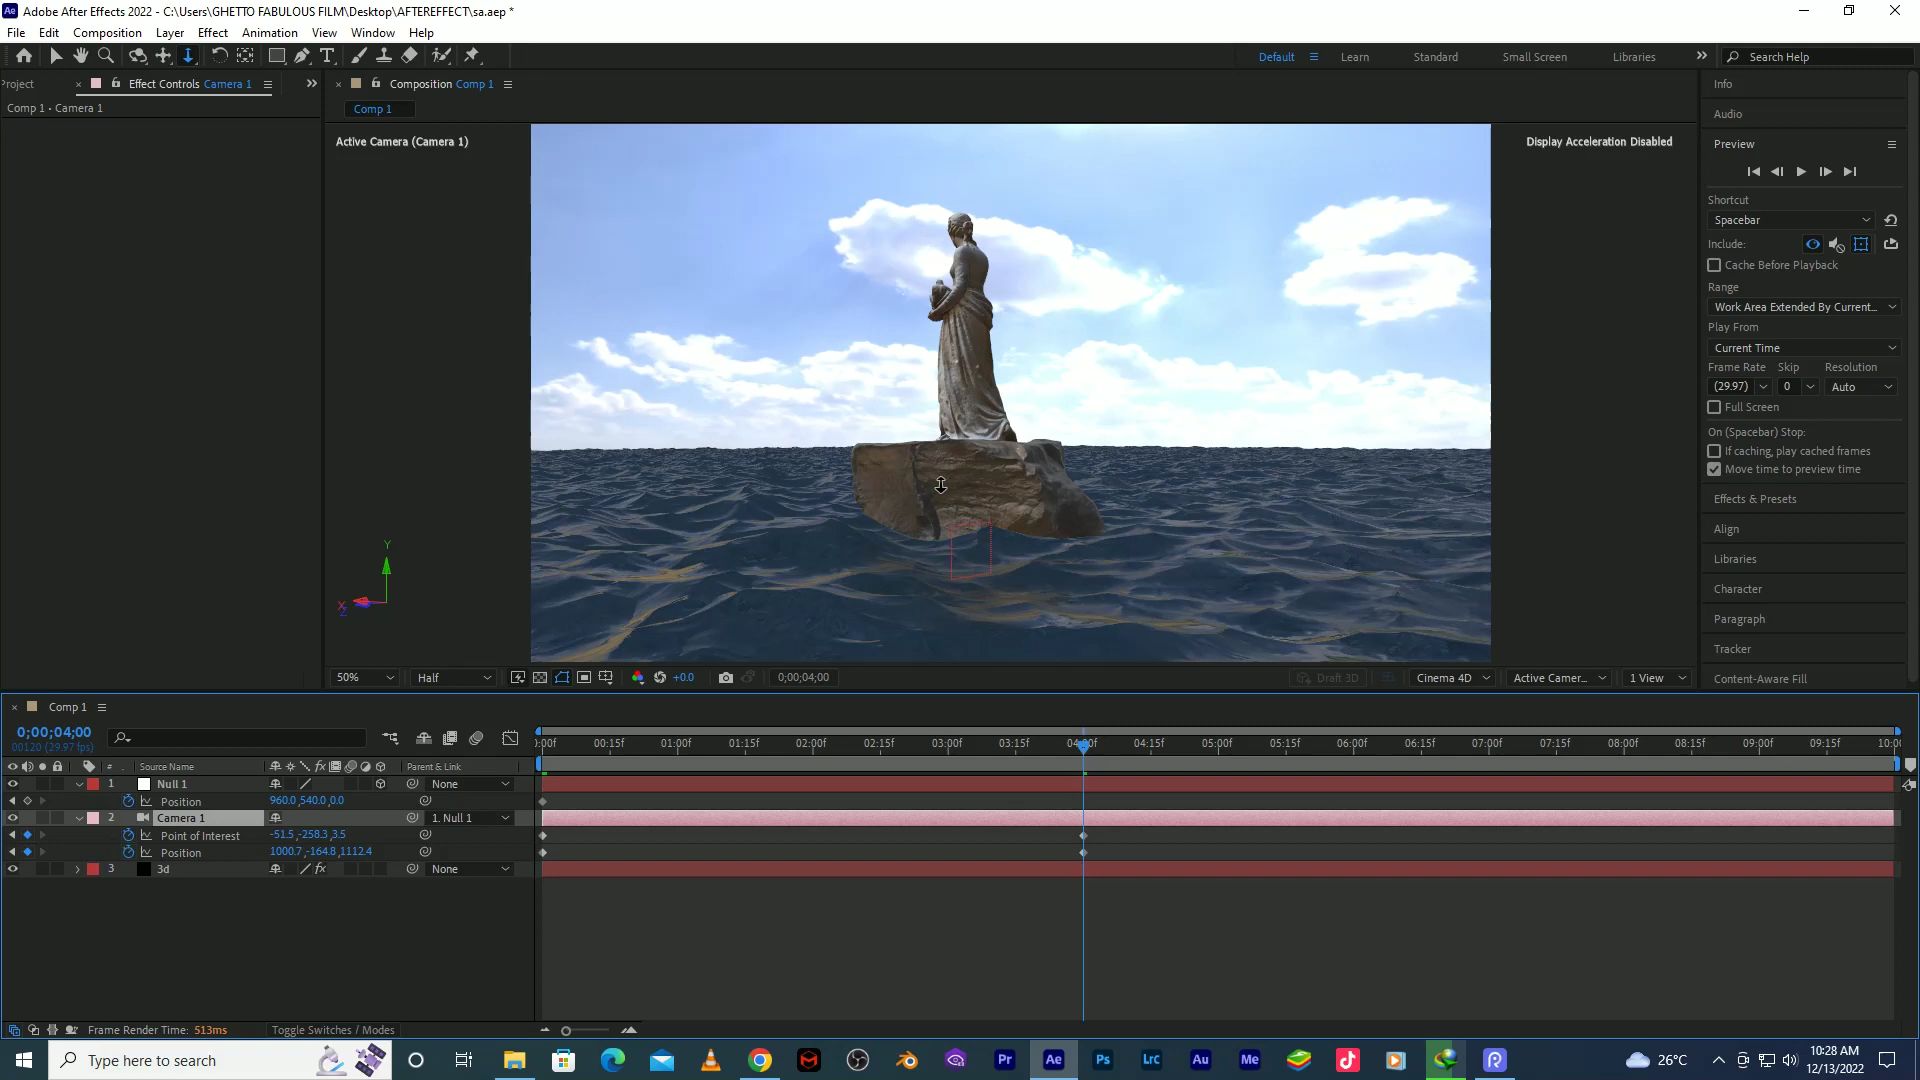 Adobe After Effects 2022 - C:\Users\GHETTO FABULOUS FILM\Desktop\AFTEREFFECT\sa.aep *
File Edit Composition Layer Effect Animation View Window Help
Default Learn Standard Small Screen Libraries Search Help
Project Effect Controls Camera 1 Composition Comp 1 Info
Comp 1 • Camera 1 Comp 1
Audio
Active Camera (Camera 1) Display Acceleration Disabled
Preview
Shortcut
Spacebar
Include:
Cache Before Playback
Range
Work Area Extended By Current...
Play From
Current Time
Frame Rate Skip Resolution
(29.97) 0 Auto
Full Screen
On (Spacebar) Stop:
If caching, play cached frames
Move time to preview time
Effects & Presets
Align
Libraries
Character
Paragraph
Tracker
Content-Aware Fill
Y
X
Z
50% Half +0.0 0;00;04;00 Draft 3D Cinema 4D Active Camer... 1 View
Comp 1
0;00;04;00
00120 (29.97 fps)
):00f 00:15f 01:00f 01:15f 02:00f 02:15f 03:00f 03:15f 04:00f 04:15f 05:00f 05:15f 06:00f 06:15f 07:00f 07:15f 08:00f 08:15f 09:00f 09:15f 10:00
# Source Name fx Parent & Link
1 Null 1 None
Position 960.0,540.0,0.0
2 Camera 1 1. Null 1
Point of Interest -51.5,-258.3,3.5
Position 1000.7,-164.8,1112.4
3 3d fx None
Frame Render Time: 513ms Toggle Switches / Modes
Type here to search
Pr Ae Ps Lrc Au Me
26°C
10:28 AM
12/13/2022